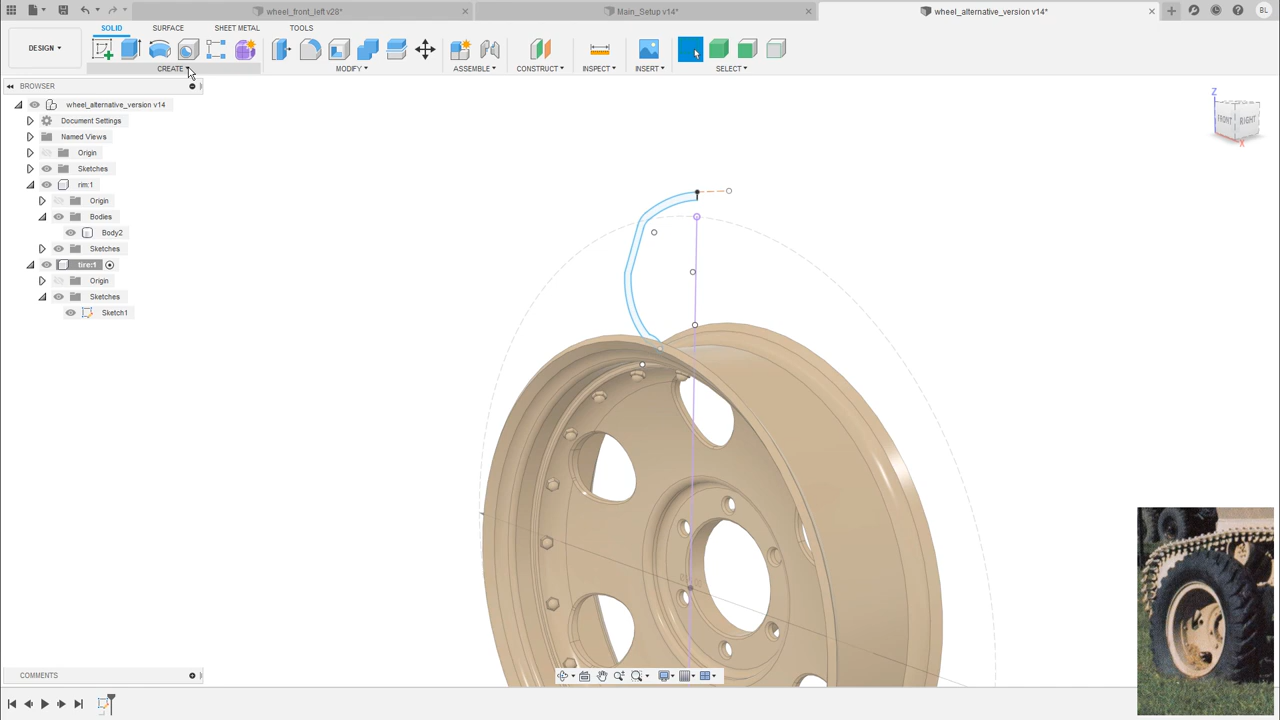 wheel_front_left v28*
Main_Setup v14*
wheel_alternative_version v14*
BL
DESIGN
SOLID
SURFACE
SHEET METAL
TOOLS
CREATE
MODIFY
ASSEMBLE
CONSTRUCT
INSPECT
INSERT
SELECT
BROWSER
wheel_alternative_version v14
Document Settings
Named Views
Origin
Sketches
rim:1
Origin
Bodies
Body2
Sketches
tire:1
Origin
Sketches
Sketch1
Z
FRONT
RIGHT
X
COMMENTS